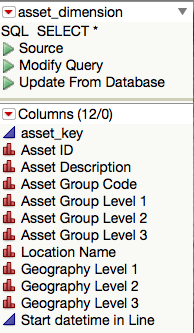 asset_dimension
SQL SELECT *
Source
Modify Query
Update From Database
Columns (12/0)
asset_key
Asset ID
Asset Description
Asset Group Code
Asset Group Level 1
Asset Group Level 2
Asset Group Level 3
Location Name
Geography Level 1
Geography Level 2
Geography Level 3
Start datetime in Line